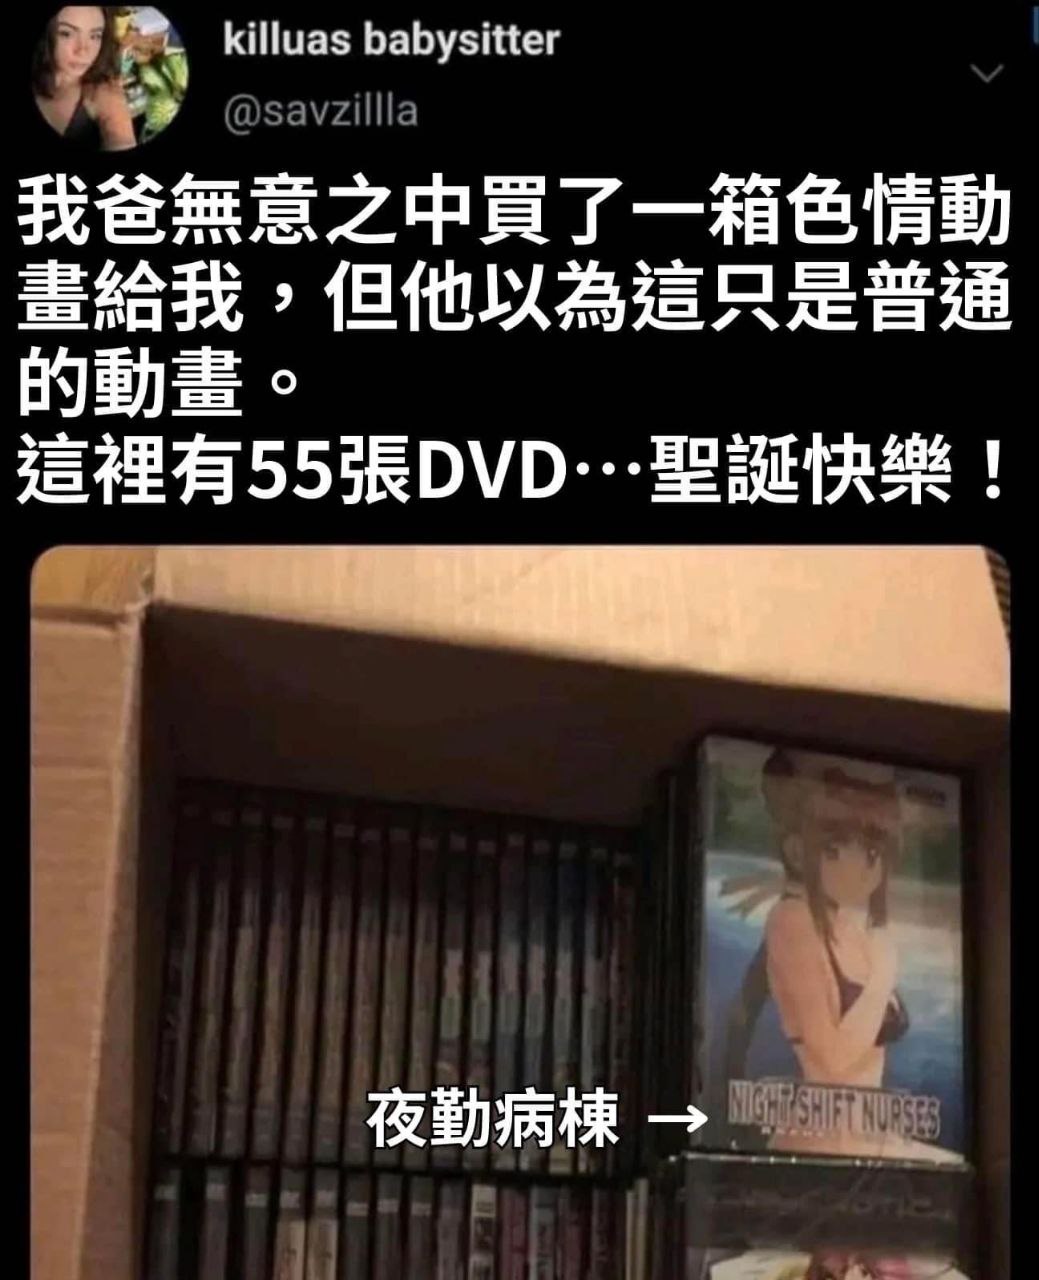 killuas babysitter
@savzillla
我爸無意之中買了一箱色情動
畫給我，但他以為這只是普通
的動畫。
這裡有55張DVD⋯聖誕快樂！
夜勤病棟 →
NIGHT SHIFT NURSES